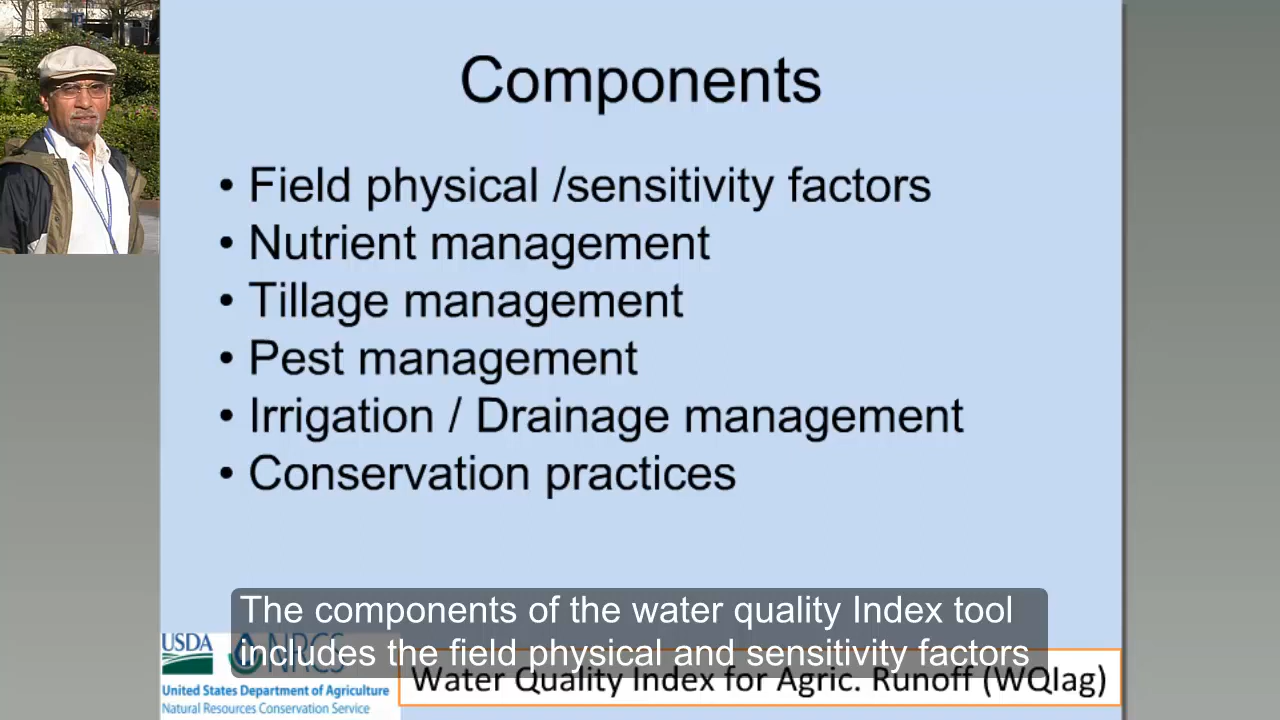 Components
• Field physical /sensitivity factors
• Nutrient management
• Tillage management
• Pest management
• Irrigation / Drainage management
• Conservation practices
The components of the water quality Index tool
includes the field physical and sensitivity factors
USDA NRCS
United States Department of Agriculture
Natural Resources Conservation Service
Water Quality Index for Agric. Runoff (WQIag)